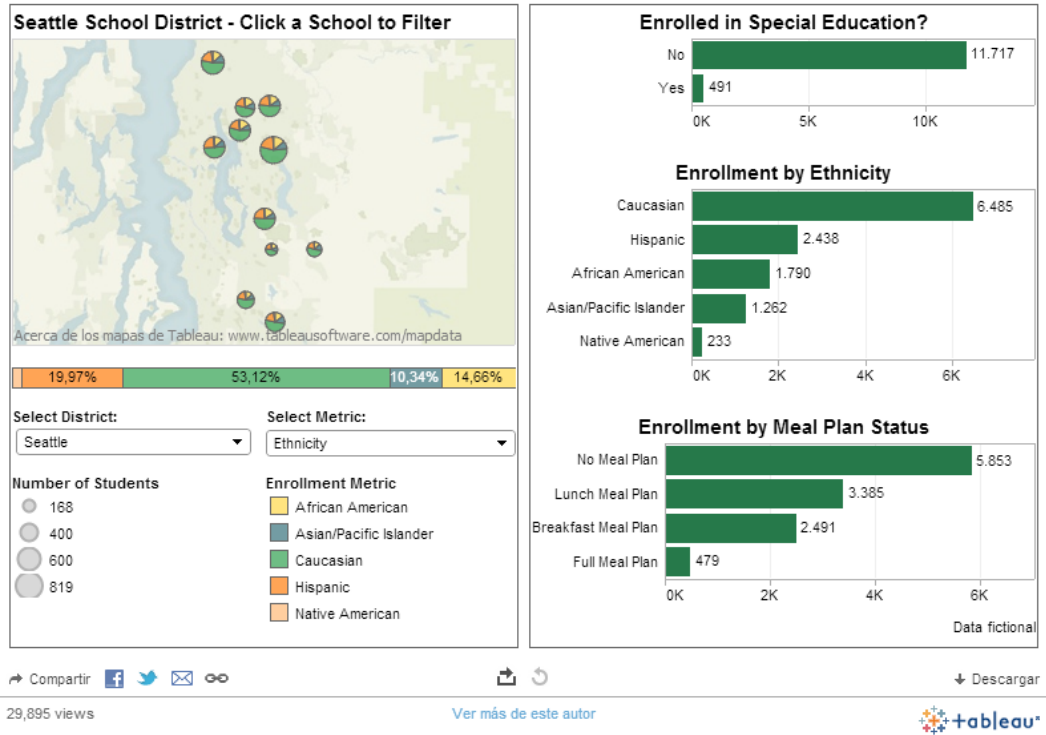 Seattle School District - Click a School to Filter
Acerca de los mapas de Tableau: www.tableausoftware.com/mapdata
19,97% 53,12% 10,34% 14,66%
Select District: Select Metric:
Seattle Ethnicity
Number of Students
168
400
600
819
Enrollment Metric
African American
Asian/Pacific Islander
Caucasian
Hispanic
Native American
Enrolled in Special Education?
No 11.717
Yes 491
0K 5K 10K
Enrollment by Ethnicity
Caucasian 6.485
Hispanic 2.438
African American 1.790
Asian/Pacific Islander 1.262
Native American 233
0K 2K 4K 6K
Enrollment by Meal Plan Status
No Meal Plan 5.853
Lunch Meal Plan 3.385
Breakfast Meal Plan 2.491
Full Meal Plan 479
0K 2K 4K 6K
Data fictional
Compartir Descargar
29,895 views Ver más de este autor +ableau